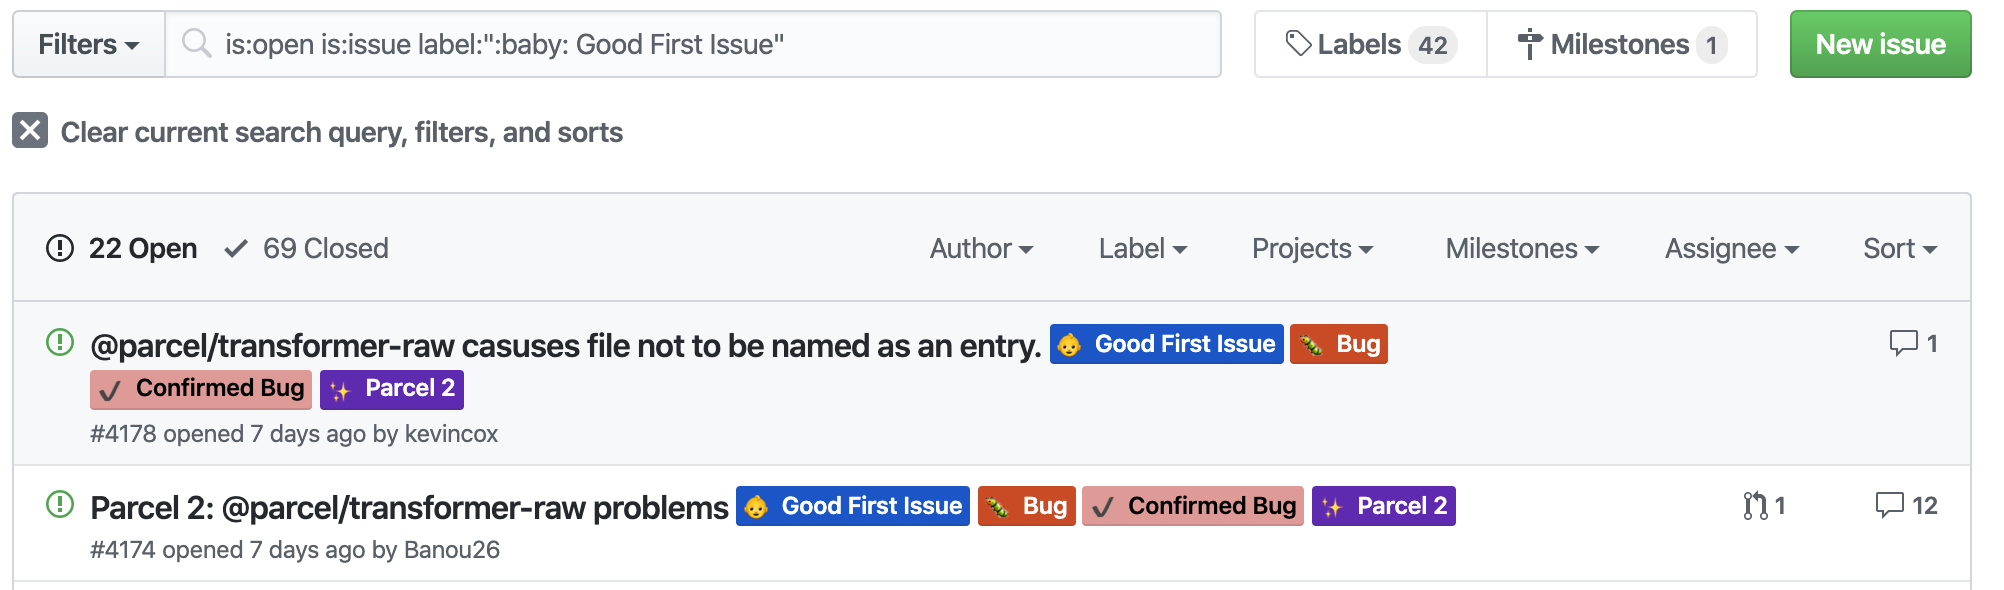 Filters is:open is:issue label:":baby: Good First Issue" Labels 42 Milestones 1 New issue
Clear current search query, filters, and sorts
22 Open 69 Closed Author Label Projects Milestones Assignee Sort
@parcel/transformer-raw casuses file not to be named as an entry. Good First Issue Bug 1
Confirmed Bug Parcel 2
#4178 opened 7 days ago by kevincox
Parcel 2: @parcel/transformer-raw problems Good First Issue Bug Confirmed Bug Parcel 2 1 12
#4174 opened 7 days ago by Banou26